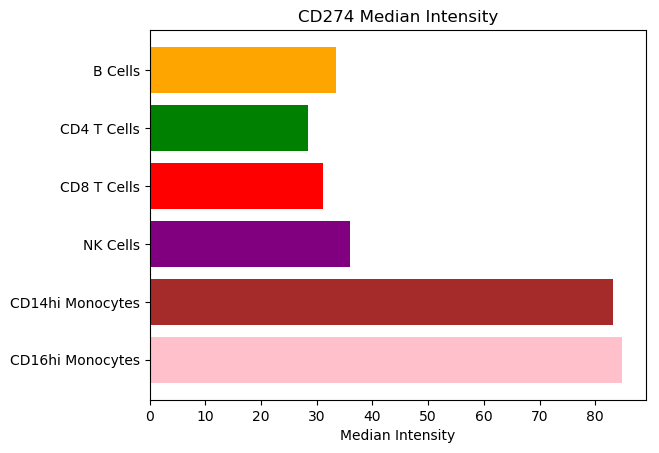 CD274 Median Intensity
B Cells
CD4 T Cells
CD8 T Cells
NK Cells
CD14hi Monocytes
CD16hi Monocytes
0 10 20 30 40 50 60 70 80
Median Intensity